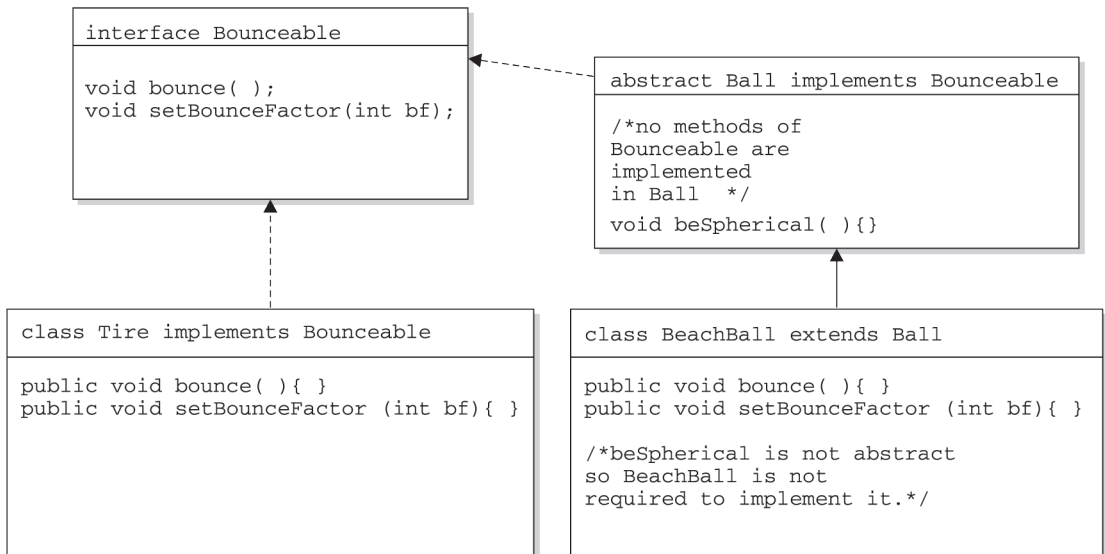 interface Bounceable
void bounce( );
void setBounceFactor(int bf);
abstract Ball implements Bounceable
/*no methods of
Bounceable are
implemented
in Ball */
void beSpherical( ){}
class Tire implements Bounceable
public void bounce( ){ }
public void setBounceFactor (int bf){ }
class BeachBall extends Ball
public void bounce( ){ }
public void setBounceFactor (int bf){ }
/*beSpherical is not abstract
so BeachBall is not
required to implement it.*/